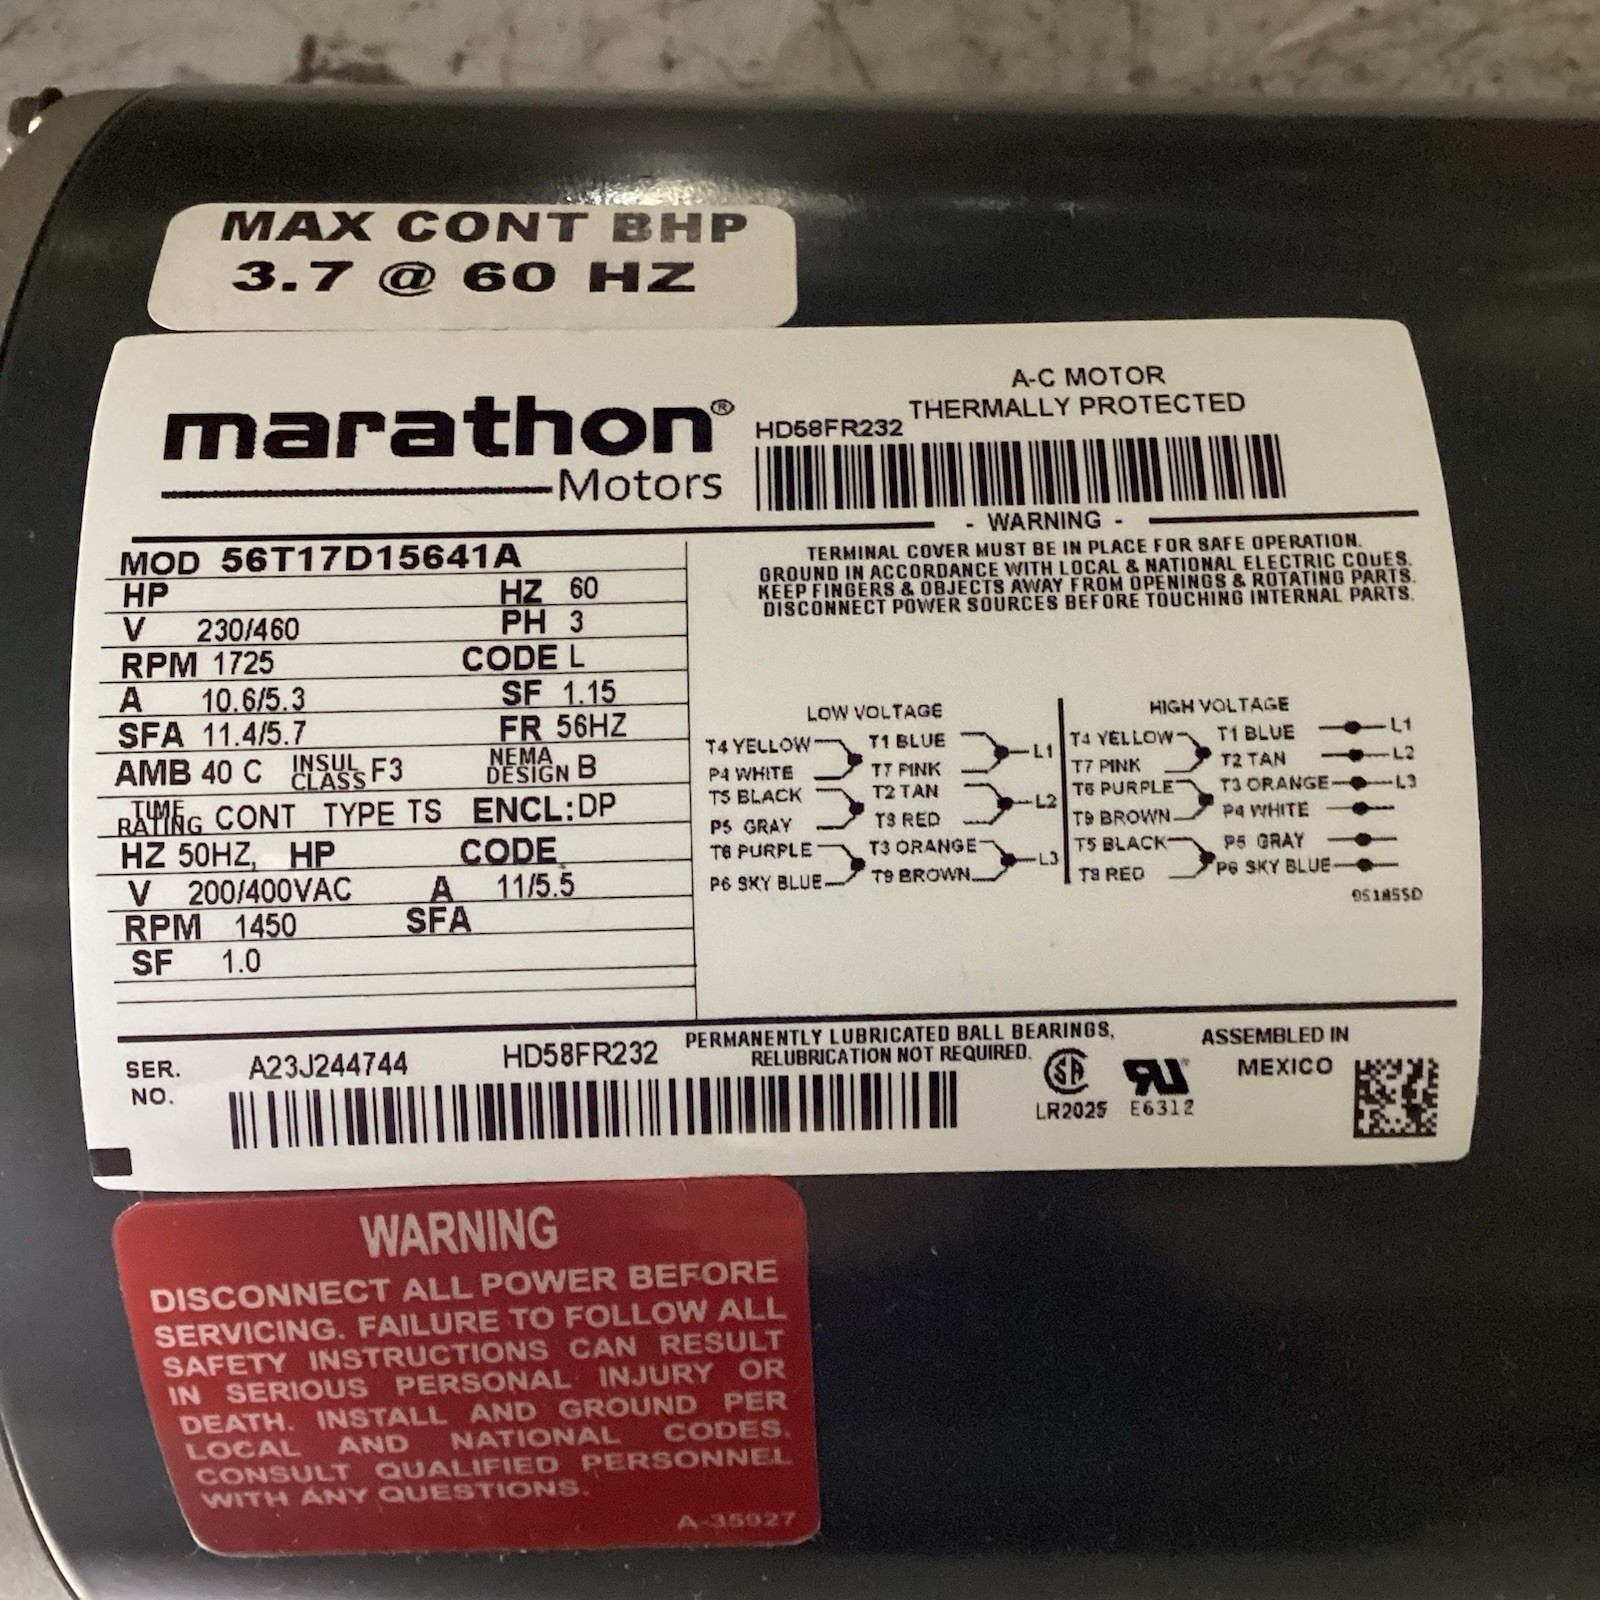 MAX CONT BHP
3.7 @ 60 HZ
marathon®
Motors
A-C MOTOR
THERMALLY PROTECTED
HD58FR232
- WARNING -
TERMINAL COVER MUST BE IN PLACE FOR SAFE OPERATION.
GROUND IN ACCORDANCE WITH LOCAL & NATIONAL ELECTRIC CODES.
KEEP FINGERS & OBJECTS AWAY FROM OPENINGS & ROTATING PARTS.
DISCONNECT POWER SOURCES BEFORE TOUCHING INTERNAL PARTS.
MOD 56T17D15641A
HP HZ 60
V 230/460 PH 3
RPM 1725 CODE L
A 10.6/5.3 SF 1.15
SFA 11.4/5.7 FR 56HZ
AMB 40 C INSUL CLASS F3 NEMA DESIGN B
TIME RATING CONT TYPE TS ENCL: DP
HZ 50HZ, HP CODE
V 200/400VAC A 11/5.5
RPM 1450 SFA
SF 1.0
LOW VOLTAGE
T4 YELLOW T1 BLUE L1
P4 WHITE T7 PINK
T5 BLACK T2 TAN L2
P5 GRAY T8 RED
T6 PURPLE T3 ORANGE L3
P6 SKY BLUE T9 BROWN
HIGH VOLTAGE
T4 YELLOW T1 BLUE L1
T7 PINK T2 TAN L2
T6 PURPLE T3 ORANGE L3
T9 BROWN P4 WHITE
T5 BLACK P5 GRAY
T8 RED P6 SKY BLUE
95185SD
SER. NO. A23J244744 HD58FR232
PERMANENTLY LUBRICATED BALL BEARINGS,
RELUBRICATION NOT REQUIRED.
LR2025 E6312
ASSEMBLED IN
MEXICO
WARNING
DISCONNECT ALL POWER BEFORE
SERVICING. FAILURE TO FOLLOW ALL
SAFETY INSTRUCTIONS CAN RESULT
IN SERIOUS PERSONAL INJURY OR
DEATH. INSTALL AND GROUND PER
LOCAL AND NATIONAL CODES.
CONSULT QUALIFIED PERSONNEL
WITH ANY QUESTIONS.
A-35927